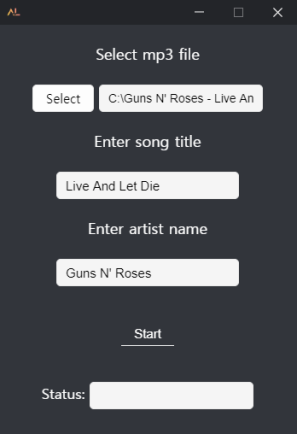 Select mp3 file
Select C:\Guns N' Roses - Live An
Enter song title
Live And Let Die
Enter artist name
Guns N' Roses
Start
Status: